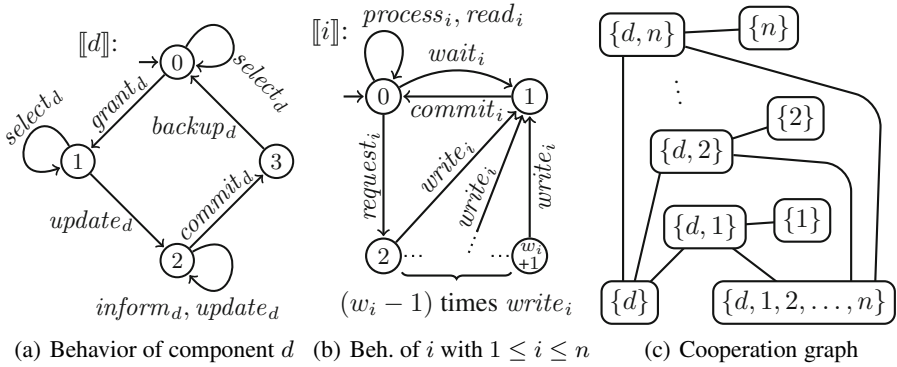 ⟦d⟧:
0
select_d
select_d
grant_d
backup_d
1
3
update_d
commit_d
2
inform_d, update_d
(a) Behavior of component d
⟦i⟧:
process_i, read_i
wait_i
0
1
commit_i
request_i
write_i
write_i
write_i
2
...
⋮
...
w_i
+1
(w_i − 1) times write_i
(b) Beh. of i with 1 ≤ i ≤ n
{d, n}
{n}
⋮
{2}
{d, 2}
{d, 1}
{1}
{d}
{d, 1, 2, . . . , n}
(c) Cooperation graph